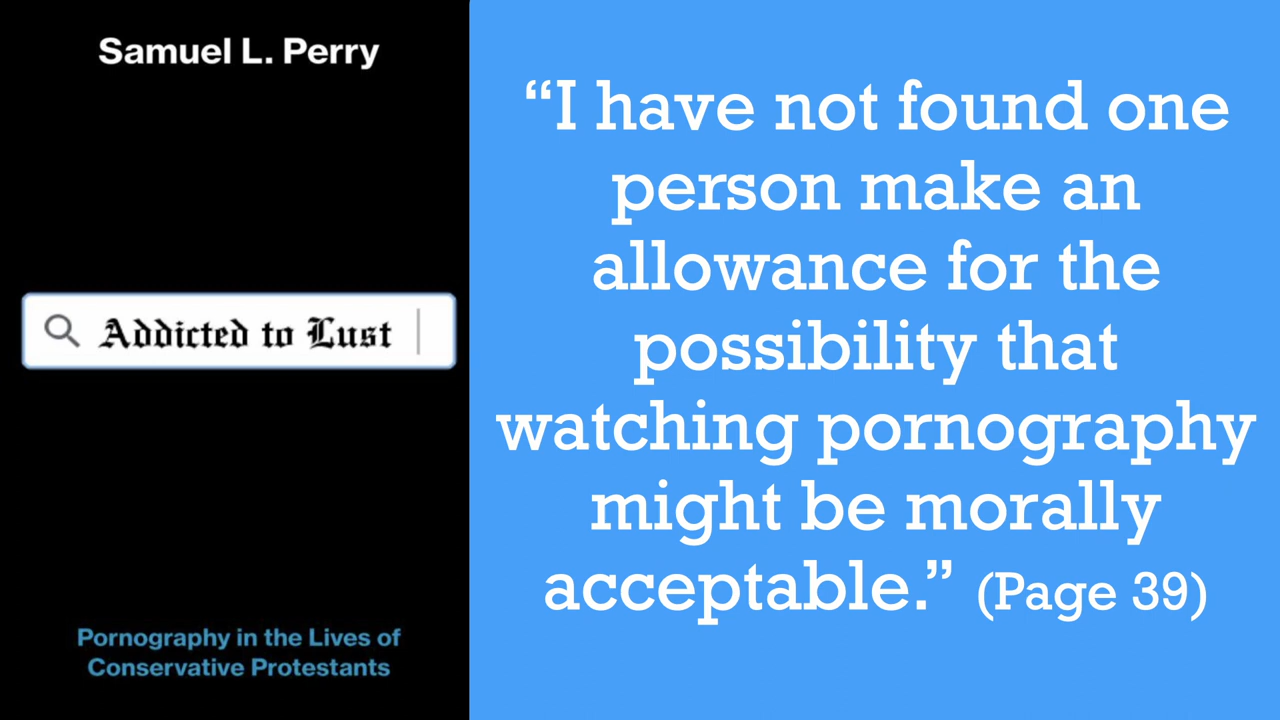 Samuel L. Perry
Addicted to Lust
Pornography in the Lives of
Conservative Protestants
“I have not found one
person make an
allowance for the
possibility that
watching pornography
might be morally
acceptable.” (Page 39)